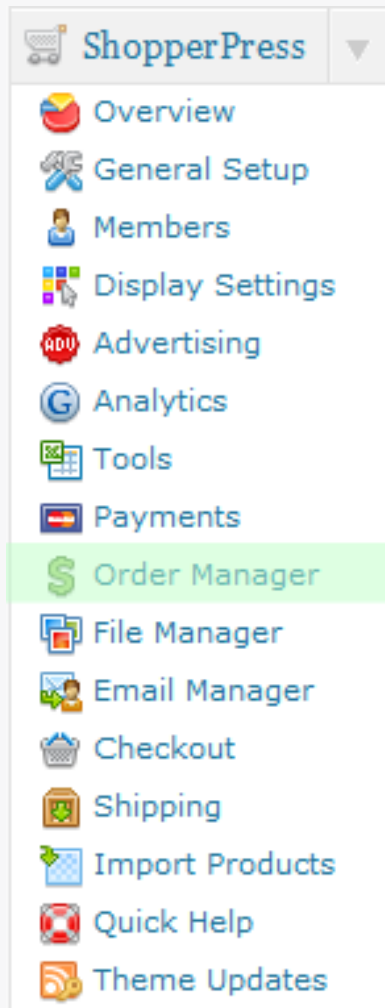 ShopperPress
Overview
General Setup
Members
Display Settings
ADV Advertising
G Analytics
Tools
Payments
$ Order Manager
File Manager
Email Manager
Checkout
Shipping
Import Products
Quick Help
Theme Updates